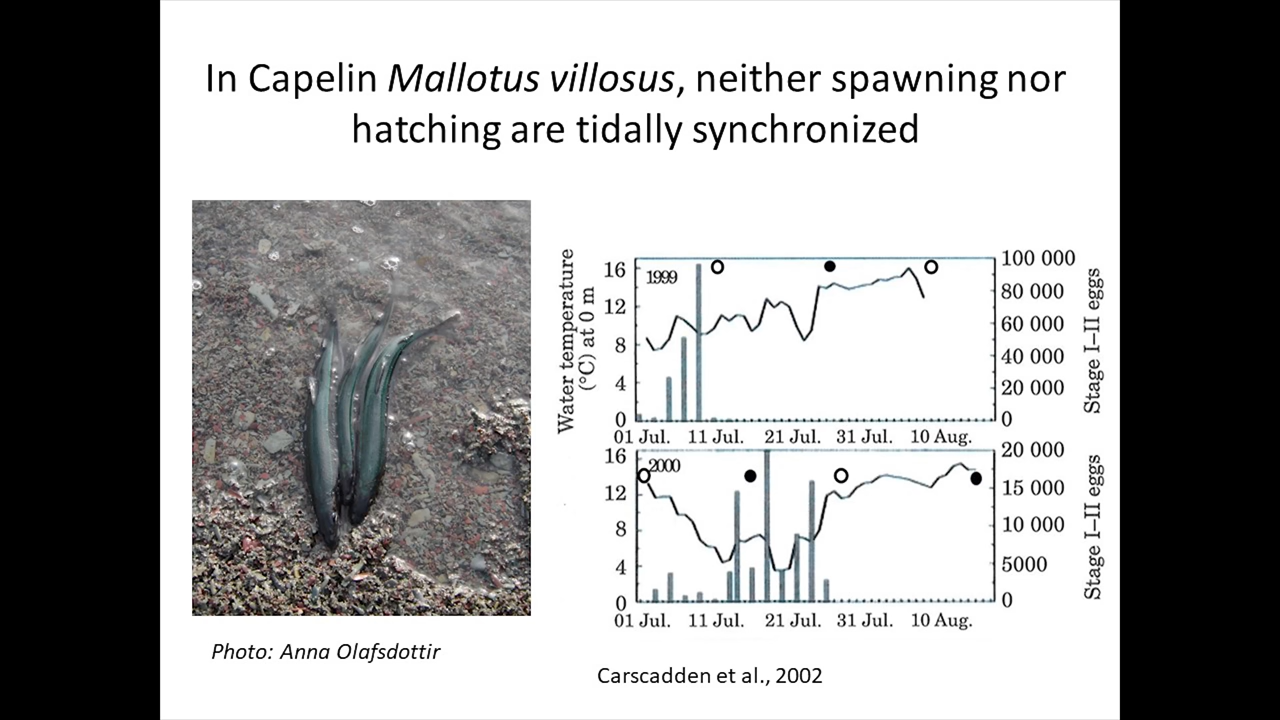 In Capelin Mallotus villosus, neither spawning nor
hatching are tidally synchronized
Photo: Anna Olafsdottir
Water temperature
(°C) at 0 m
16
12
8
4
0
1999
100 000
80 000
60 000
40 000
20 000
0
Stage I–II eggs
01 Jul. 11 Jul. 21 Jul. 31 Jul. 10 Aug.
16
12
8
4
0
2000
20 000
15 000
10 000
5000
0
Stage I–II eggs
01 Jul. 11 Jul. 21 Jul. 31 Jul. 10 Aug.
Carscadden et al., 2002